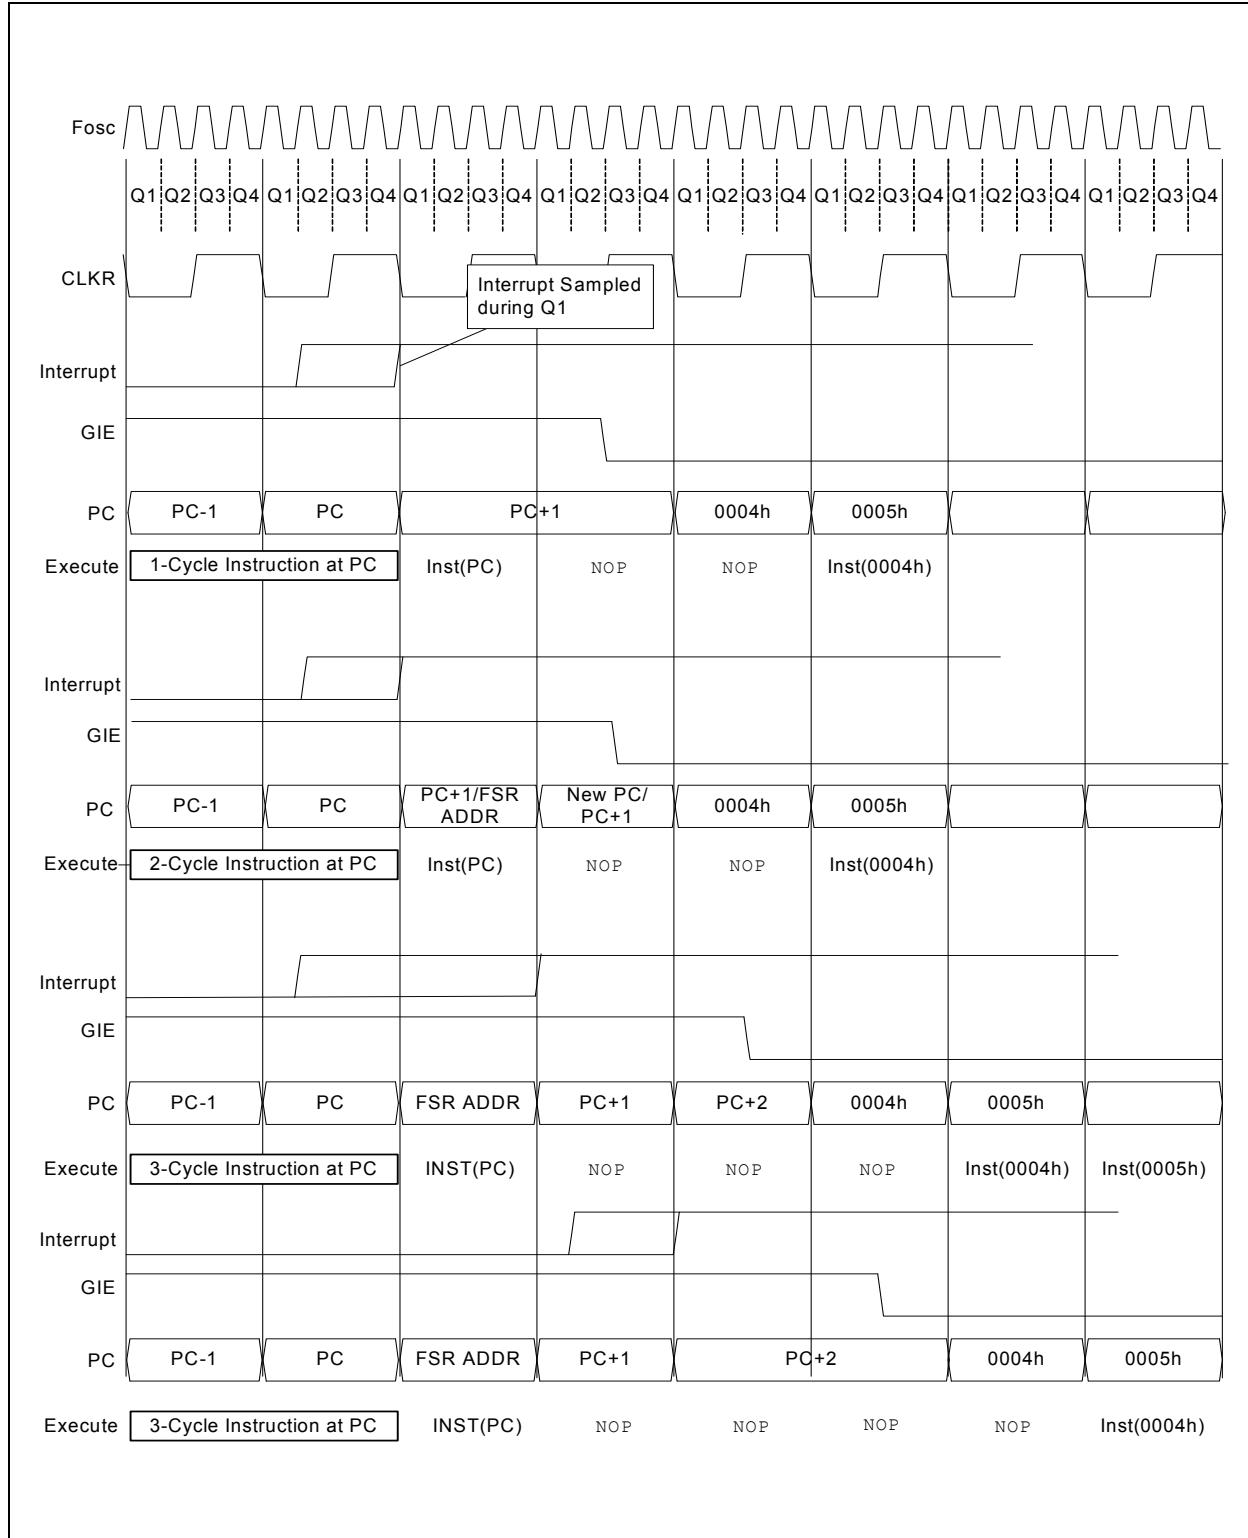 Fosc
Q1 Q2 Q3 Q4 Q1 Q2 Q3 Q4 Q1 Q2 Q3 Q4 Q1 Q2 Q3 Q4 Q1 Q2 Q3 Q4 Q1 Q2 Q3 Q4 Q1 Q2 Q3 Q4 Q1 Q2 Q3 Q4
CLKR
Interrupt Sampled
during Q1
Interrupt
GIE
PC PC-1 PC PC+1 0004h 0005h
Execute 1-Cycle Instruction at PC Inst(PC) NOP NOP Inst(0004h)
Interrupt
GIE
PC PC-1 PC PC+1/FSR ADDR New PC/ PC+1 0004h 0005h
Execute 2-Cycle Instruction at PC Inst(PC) NOP NOP Inst(0004h)
Interrupt
GIE
PC PC-1 PC FSR ADDR PC+1 PC+2 0004h 0005h
Execute 3-Cycle Instruction at PC INST(PC) NOP NOP NOP Inst(0004h) Inst(0005h)
Interrupt
GIE
PC PC-1 PC FSR ADDR PC+1 PC+2 0004h 0005h
Execute 3-Cycle Instruction at PC INST(PC) NOP NOP NOP NOP Inst(0004h)